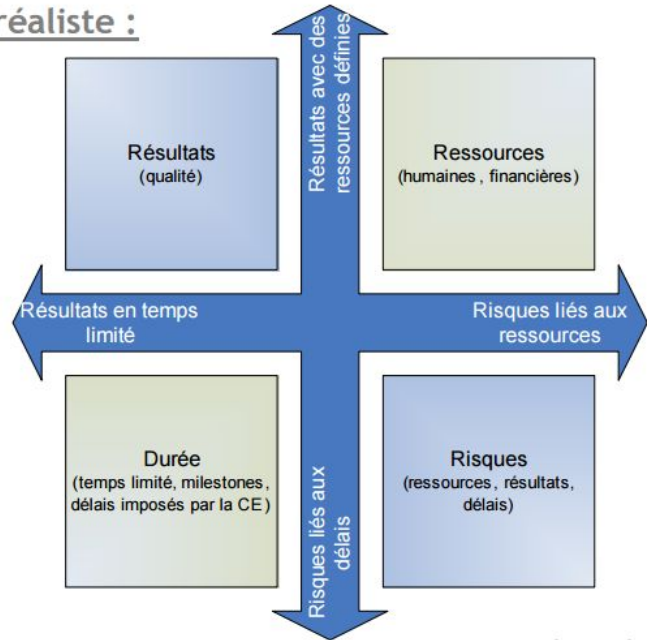 réaliste :
Résultats
(qualité)
Résultats avec des
ressources définies
Ressources
(humaines , financières)
Résultats en temps
limité
Risques liés aux
ressources
Durée
(temps limité, milestones,
délais imposés par la CE)
Risques liés aux
délais
Risques
(ressources, résultats,
délais)